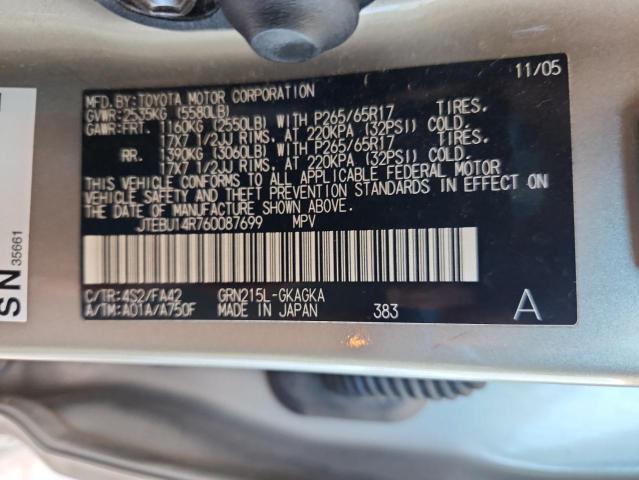 11/05
MFD. BY: TOYOTA MOTOR CORPORATION
GVWR: 2535KG (5580LB)
GAWR: FRT. 1160KG (2550LB) WITH P265/65R17 TIRES.
17X7 1/2JJ RIMS. AT 220KPA (32PSI) COLD.
RR. 1390KG (3060LB) WITH P265/65R17 TIRES.
17X7 1/2JJ RIMS. AT 220KPA (32PSI) COLD.
THIS VEHICLE CONFORMS TO ALL APPLICABLE FEDERAL MOTOR
VEHICLE SAFETY AND THEFT PREVENTION STANDARDS IN EFFECT ON
THE DATE OF MANUFACTURE SHOWN ABOVE.
JTEBU14R760087699 MPV
C/TR: 4S2/FA42 GRN215L-GKAGKA
A/TM: A01A/A750F MADE IN JAPAN 383 A
SN
35661